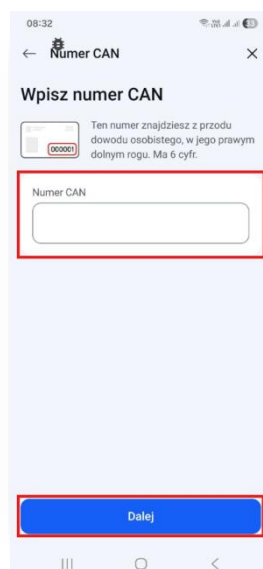 08:32
Numer CAN
Wpisz numer CAN
000001
Ten numer znajdziesz z przodu
dowodu osobistego, w jego prawym
dolnym rogu. Ma 6 cyfr.
Numer CAN
Dalej